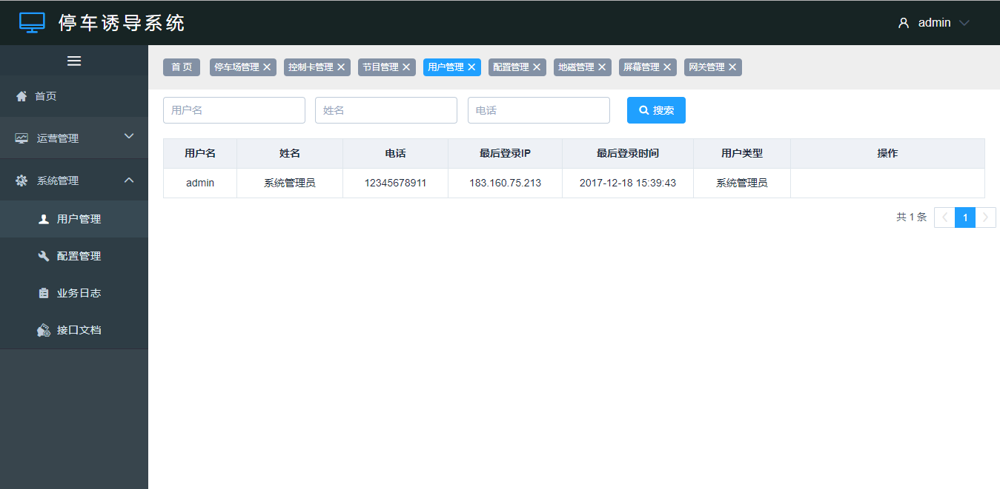 停车诱导系统
admin
首 页 停车场管理 控制卡管理 节目管理 用户管理 配置管理 地磁管理 屏幕管理 网关管理
首页
运营管理
系统管理
用户管理
配置管理
业务日志
接口文档
用户名 姓名 电话 搜索
用户名 姓名 电话 最后登录IP 最后登录时间 用户类型 操作
admin 系统管理员 12345678911 183.160.75.213 2017-12-18 15:39:43 系统管理员
共 1 条 1